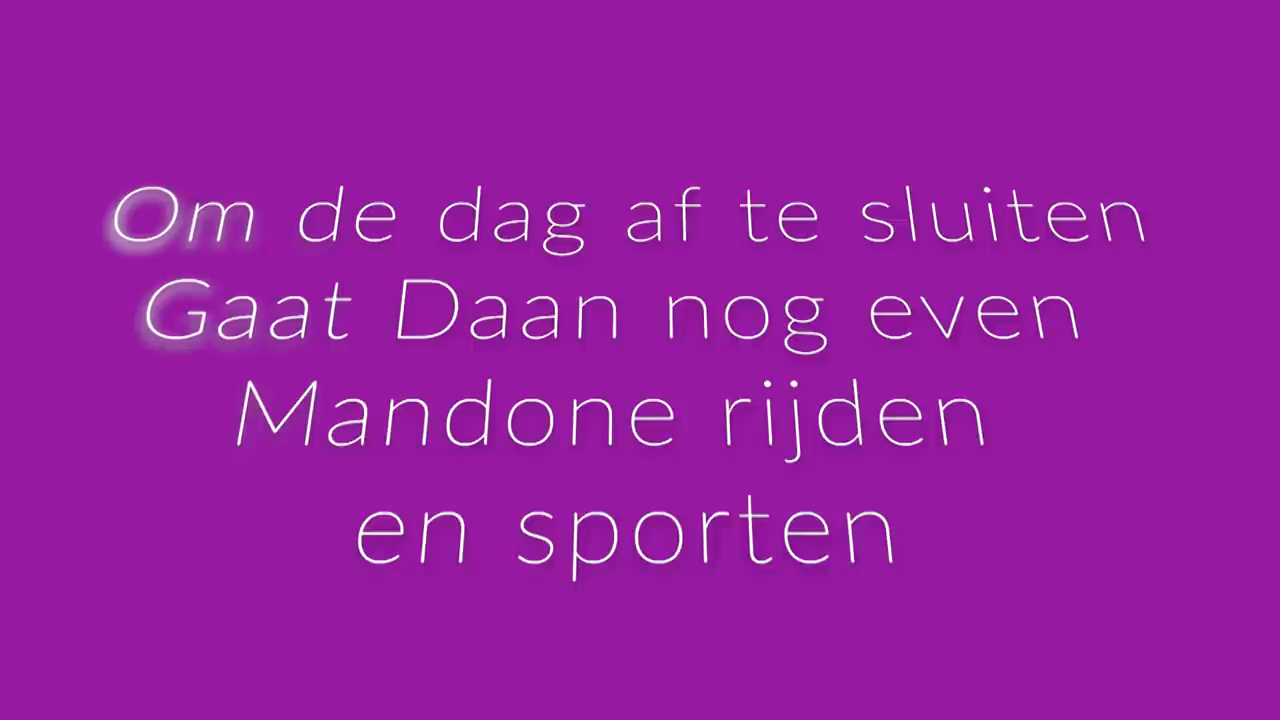 Om de dag af te sluiten
Gaat Daan nog even
Mandone rijden
en sporten